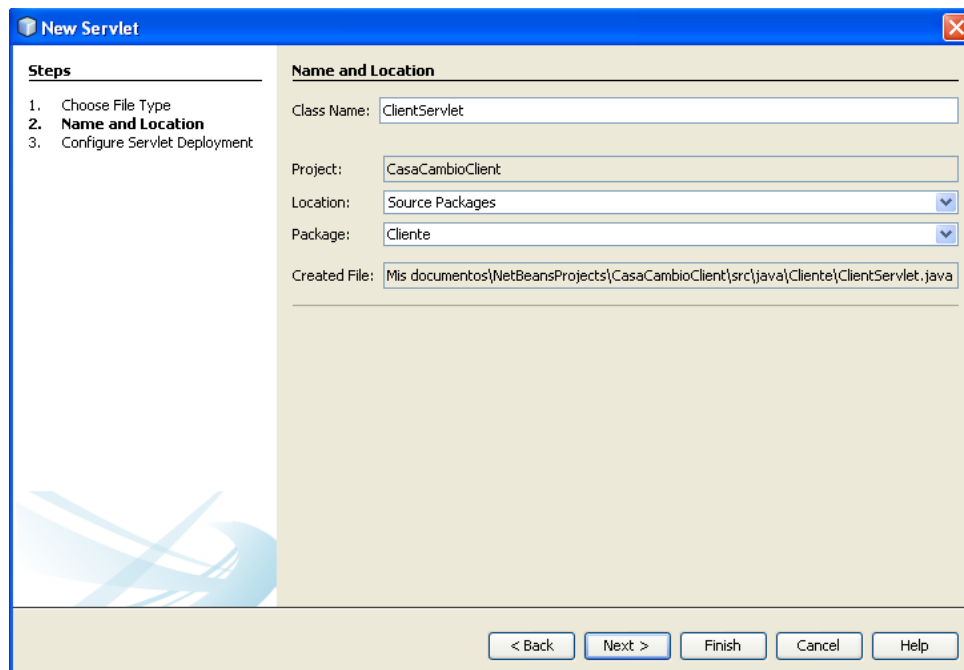 New Servlet
Steps
1. Choose File Type
2. Name and Location
3. Configure Servlet Deployment
Name and Location
Class Name: ClientServlet
Project: CasaCambioClient
Location: Source Packages
Package: Cliente
Created File: Mis documentos\NetBeansProjects\CasaCambioClient\src\java\Cliente\ClientServlet.java
< Back Next > Finish Cancel Help